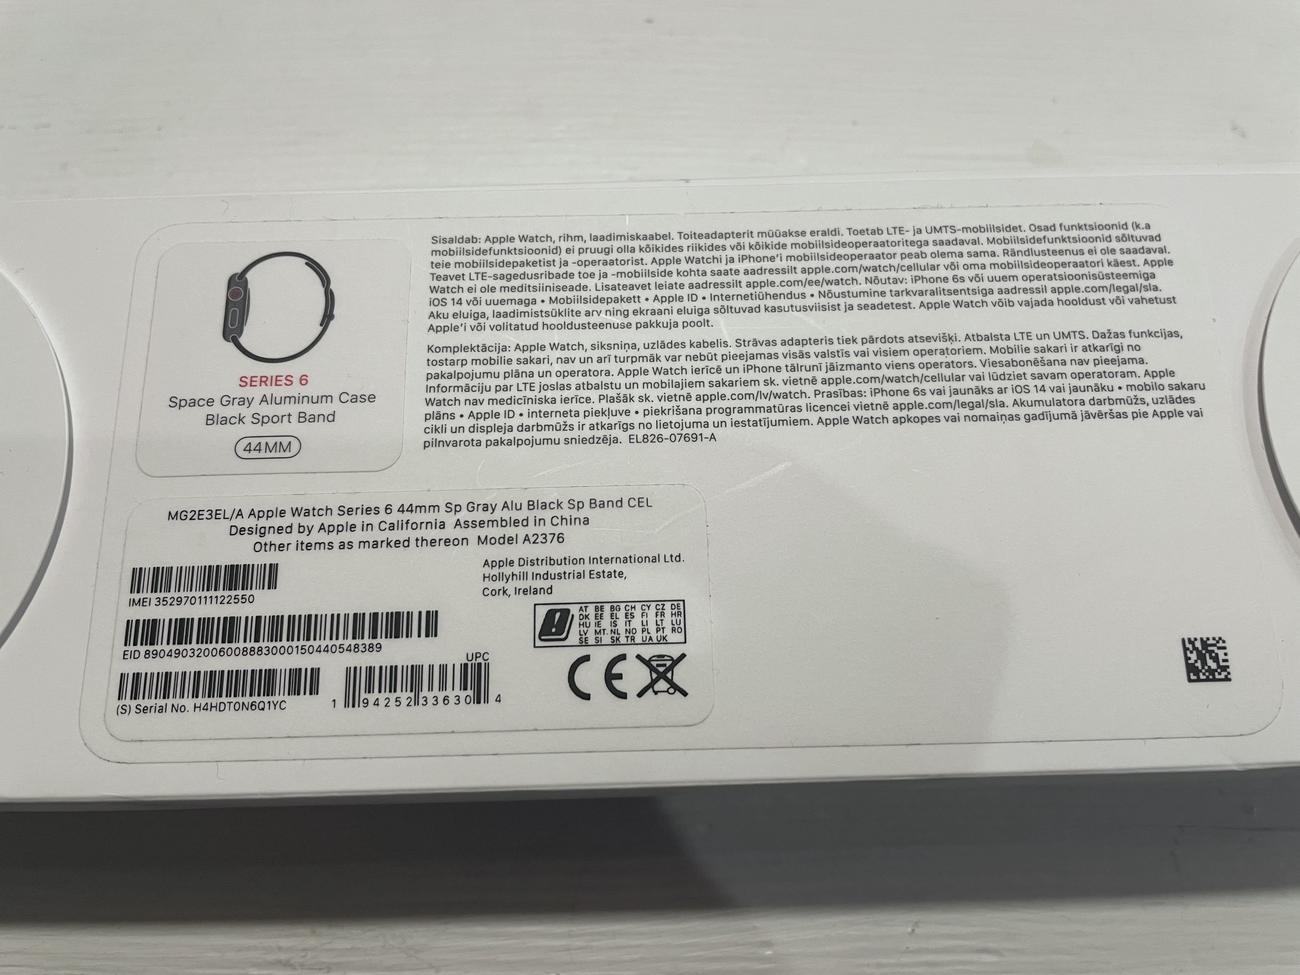 SERIES 6
Space Gray Aluminum Case
Black Sport Band
44MM
Sisaldab: Apple Watch, rihm, laadimiskaabel. Toiteadapterit müüakse eraldi. Toetab LTE- ja UMTS-mobiilsidet. Osad funktsioonid (k.a
mobiilsidefunktsioonid) ei pruugi olla kõikides riikides või kõikide mobiilsideoperaatoritega saadaval. Mobiilsidefunktsioonid sõltuvad
teie mobiilsidepaketist ja -operaatorist. Apple Watchi ja iPhone'i mobiilsideoperaator peab olema sama. Rändlusteenus ei ole saadaval.
Teavet LTE-sagedusribade toe ja -mobiilside kohta saate aadressilt apple.com/watch/cellular või oma mobiilsideoperaatori käest. Apple
Watch ei ole meditsiiniseade. Lisateavet leiate aadressilt apple.com/ee/watch. Nõutav: iPhone 6s või uuem operatsioonisüsteemiga
iOS 14 või uuemaga • Mobiilsidepakett • Apple ID • Internetiühendus • Nõustumine tarkvaralitsentsiga aadressil apple.com/legal/sla.
Aku eluiga, laadimistsüklite arv ning ekraani eluiga sõltuvad kasutusviisist ja seadetest. Apple Watch võib vajada hooldust või vahetust
Apple'i või volitatud hooldusteenuse pakkuja poolt.
Komplektācija: Apple Watch, siksniņa, uzlādes kabelis. Strāvas adapteris tiek pārdots atsevišķi. Atbalsta LTE un UMTS. Dažas funkcijas,
tostarp mobilie sakari, nav un arī turpmāk var nebūt pieejamas visās valstīs vai visiem operatoriem. Mobilie sakari ir atkarīgi no
pakalpojumu plāna un operatora. Apple Watch ierīcē un iPhone tālrunī jāizmanto viens operators. Viesabonēšana nav pieejama.
Informāciju par LTE joslas atbalstu un mobilajiem sakariem sk. vietnē apple.com/watch/cellular vai lūdziet savam operatoram. Apple
Watch nav medicīniska ierīce. Plašāk sk. vietnē apple.com/lv/watch. Prasības: iPhone 6s vai jaunāks ar iOS 14 vai jaunāku • mobilo sakaru
plāns • Apple ID • interneta piekļuve • piekrišana programmatūras licencei vietnē apple.com/legal/sla. Akumulatora darbmūžs, uzlādes
cikli un displeja darbmūžs ir atkarīgs no lietojuma un iestatījumiem. Apple Watch apkopes vai nomaiņas gadījumā jāvēršas pie Apple vai
pilnvarota pakalpojumu sniedzēja. EL826-07691-A
MG2E3EL/A Apple Watch Series 6 44mm Sp Gray Alu Black Sp Band CEL
Designed by Apple in California Assembled in China
Other items as marked thereon Model A2376
Apple Distribution International Ltd.
Hollyhill Industrial Estate,
Cork, Ireland
IMEI 352970111122550
EID 89049032006008883000150440548389
UPC
(S) Serial No. H4HDT0N6Q1YC
1 94252 33630 4
AT BE BG CH CY CZ DE
DK EE EL ES FI FR HR
HU IE IS IT LI LT LU
LV MT NL NO PL PT RO
SE SI SK TR UA UK
CE